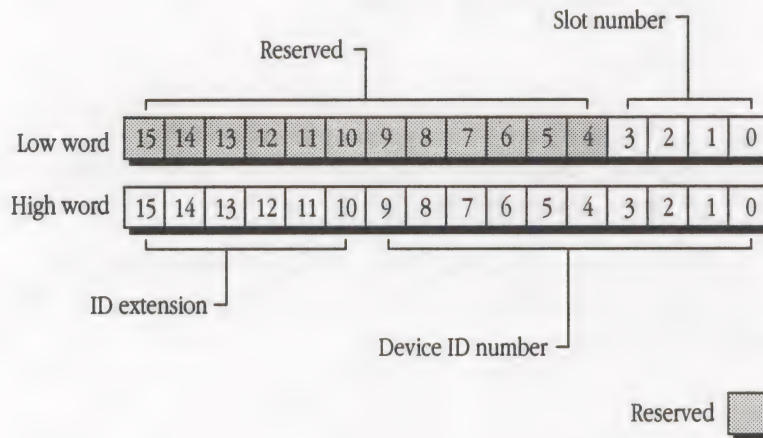 Slot number
Reserved
Low word 15 14 13 12 11 10 9 8 7 6 5 4 3 2 1 0
High word 15 14 13 12 11 10 9 8 7 6 5 4 3 2 1 0
ID extension
Device ID number
Reserved